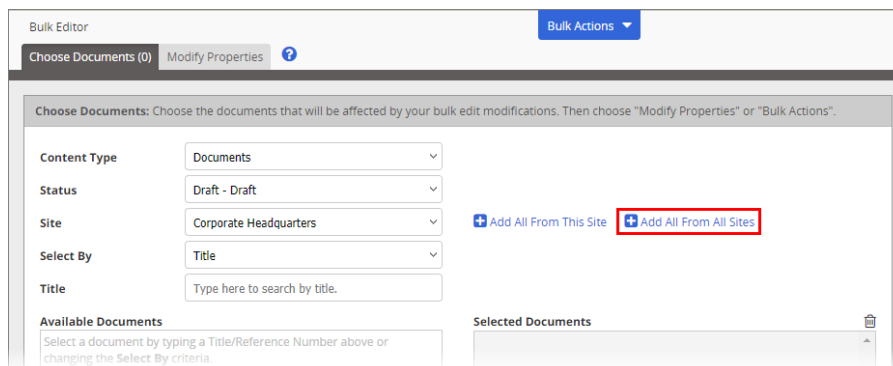 Bulk Editor
Bulk Actions
Choose Documents (0) Modify Properties ?
Choose Documents: Choose the documents that will be affected by your bulk edit modifications. Then choose "Modify Properties" or "Bulk Actions".
Content Type Documents
Status Draft - Draft
Site Corporate Headquarters Add All From This Site Add All From All Sites
Select By Title
Title Type here to search by title.
Available Documents Selected Documents
Select a document by typing a Title/Reference Number above or
changing the Select By criteria.